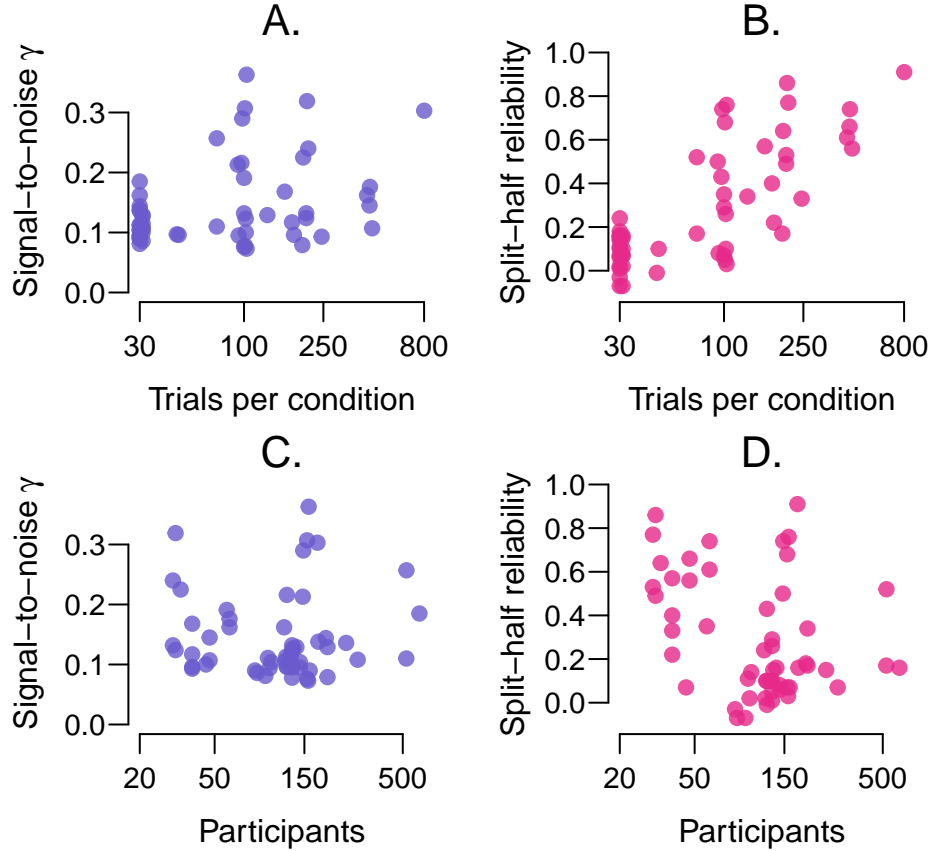 A.
Signal−to−noise γ
0.3
0.2
0.1
0.0
30 100 250 800
Trials per condition
B.
Split−half reliability
1.0
0.8
0.6
0.4
0.2
0.0
30 100 250 800
Trials per condition
C.
Signal−to−noise γ
0.3
0.2
0.1
0.0
20 50 150 500
Participants
D.
Split−half reliability
1.0
0.8
0.6
0.4
0.2
0.0
20 50 150 500
Participants